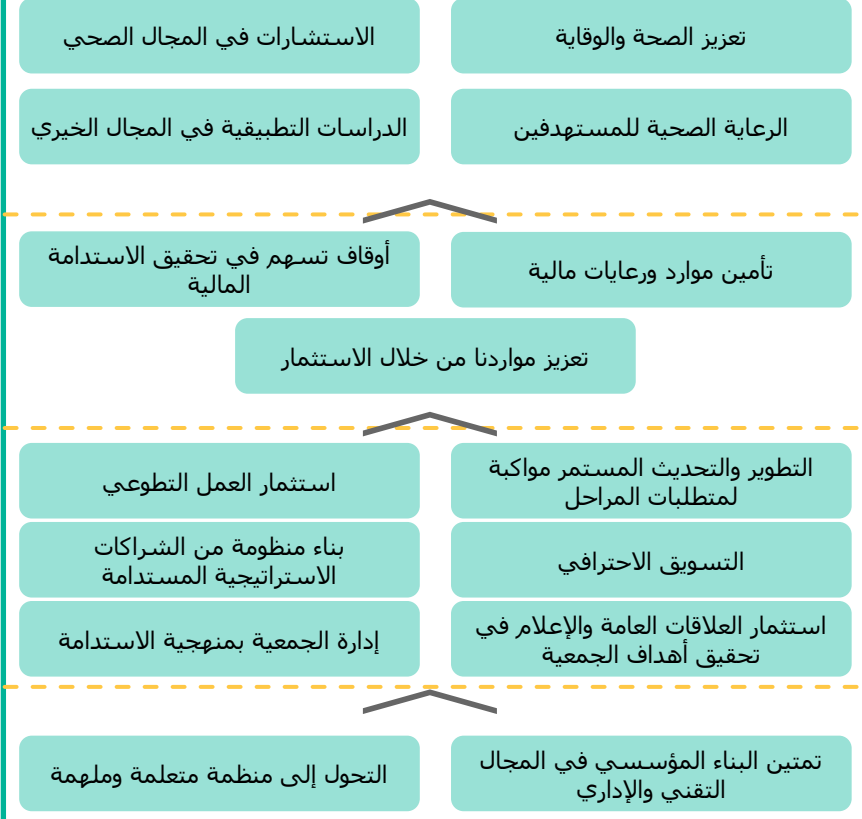 تعزيز الصحة والوقاية
الاستشارات في المجال الصحي
الرعاية الصحية للمستهدفين
الدراسات التطبيقية في المجال الخيري
تأمين موارد ورعايات مالية
أوقاف تسهم في تحقيق الاستدامة
المالية
تعزيز مواردنا من خلال الاستثمار
التطوير والتحديث المستمر مواكبة
لمتطلبات المراحل
استثمار العمل التطوعي
التسويق الاحترافي
بناء منظومة من الشراكات
الاستراتيجية المستدامة
استثمار العلاقات العامة والإعلام في
تحقيق أهداف الجمعية
إدارة الجمعية بمنهجية الاستدامة
تمتين البناء المؤسسي في المجال
التقني والإداري
التحول إلى منظمة متعلمة وملهمة